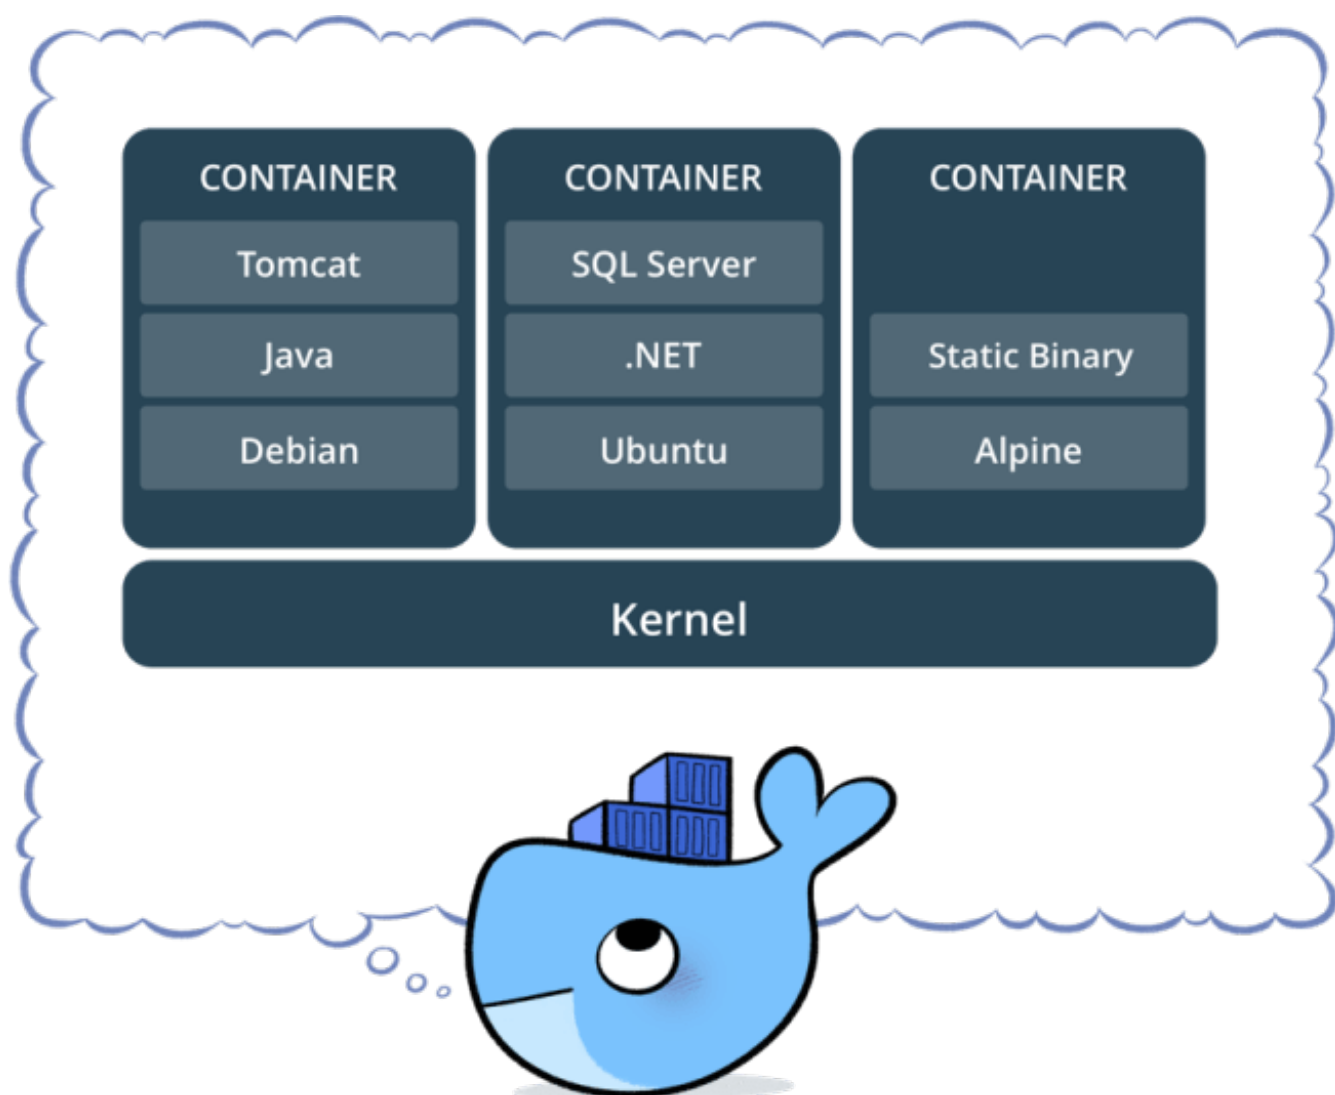 CONTAINER
Tomcat
Java
Debian
CONTAINER
SQL Server
.NET
Ubuntu
CONTAINER
Static Binary
Alpine
Kernel